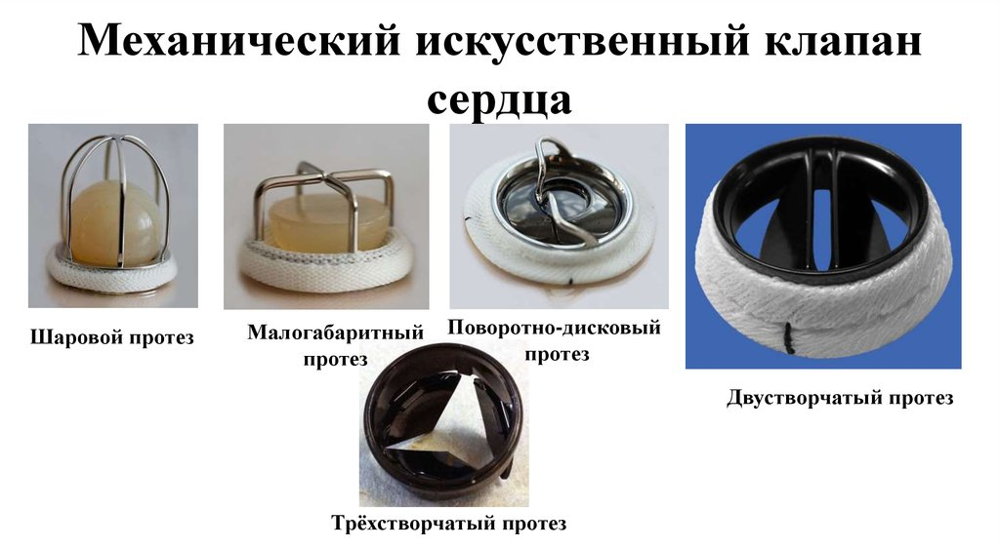 Механический искусственный клапан
сердца
Шаровой протез
Малогабаритный
протез
Поворотно-дисковый
протез
Двустворчатый протез
Трёхстворчатый протез